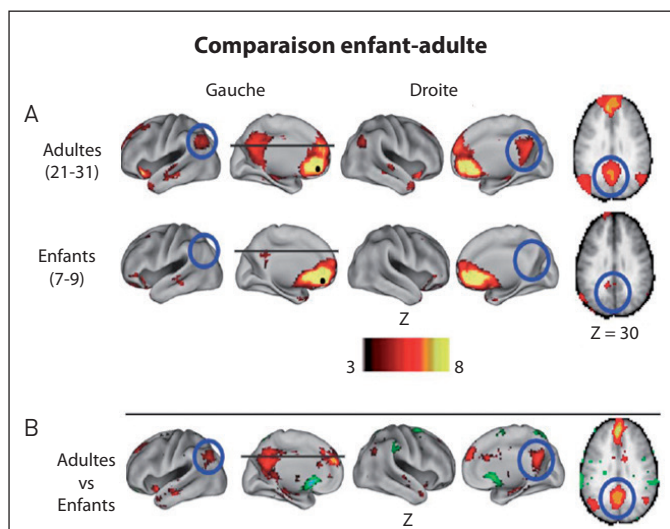 Comparaison enfant-adulte
Gauche
Droite
A
Adultes
(21-31)
Enfants
(7-9)
Z
3
8
Z = 30
B
Adultes
vs
Enfants
Z